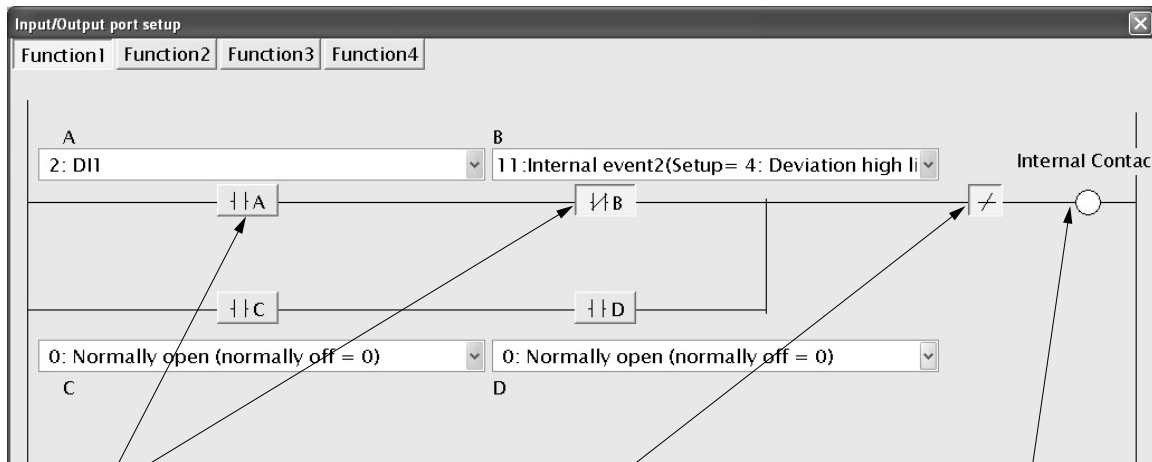 Input/Output port setup
Function1 Function2 Function3 Function4
A B
2: DI1 11:Internal event2(Setup= 4: Deviation high li
Internal Contac
A B
C D
0: Normally open (normally off = 0) 0: Normally open (normally off = 0)
C D